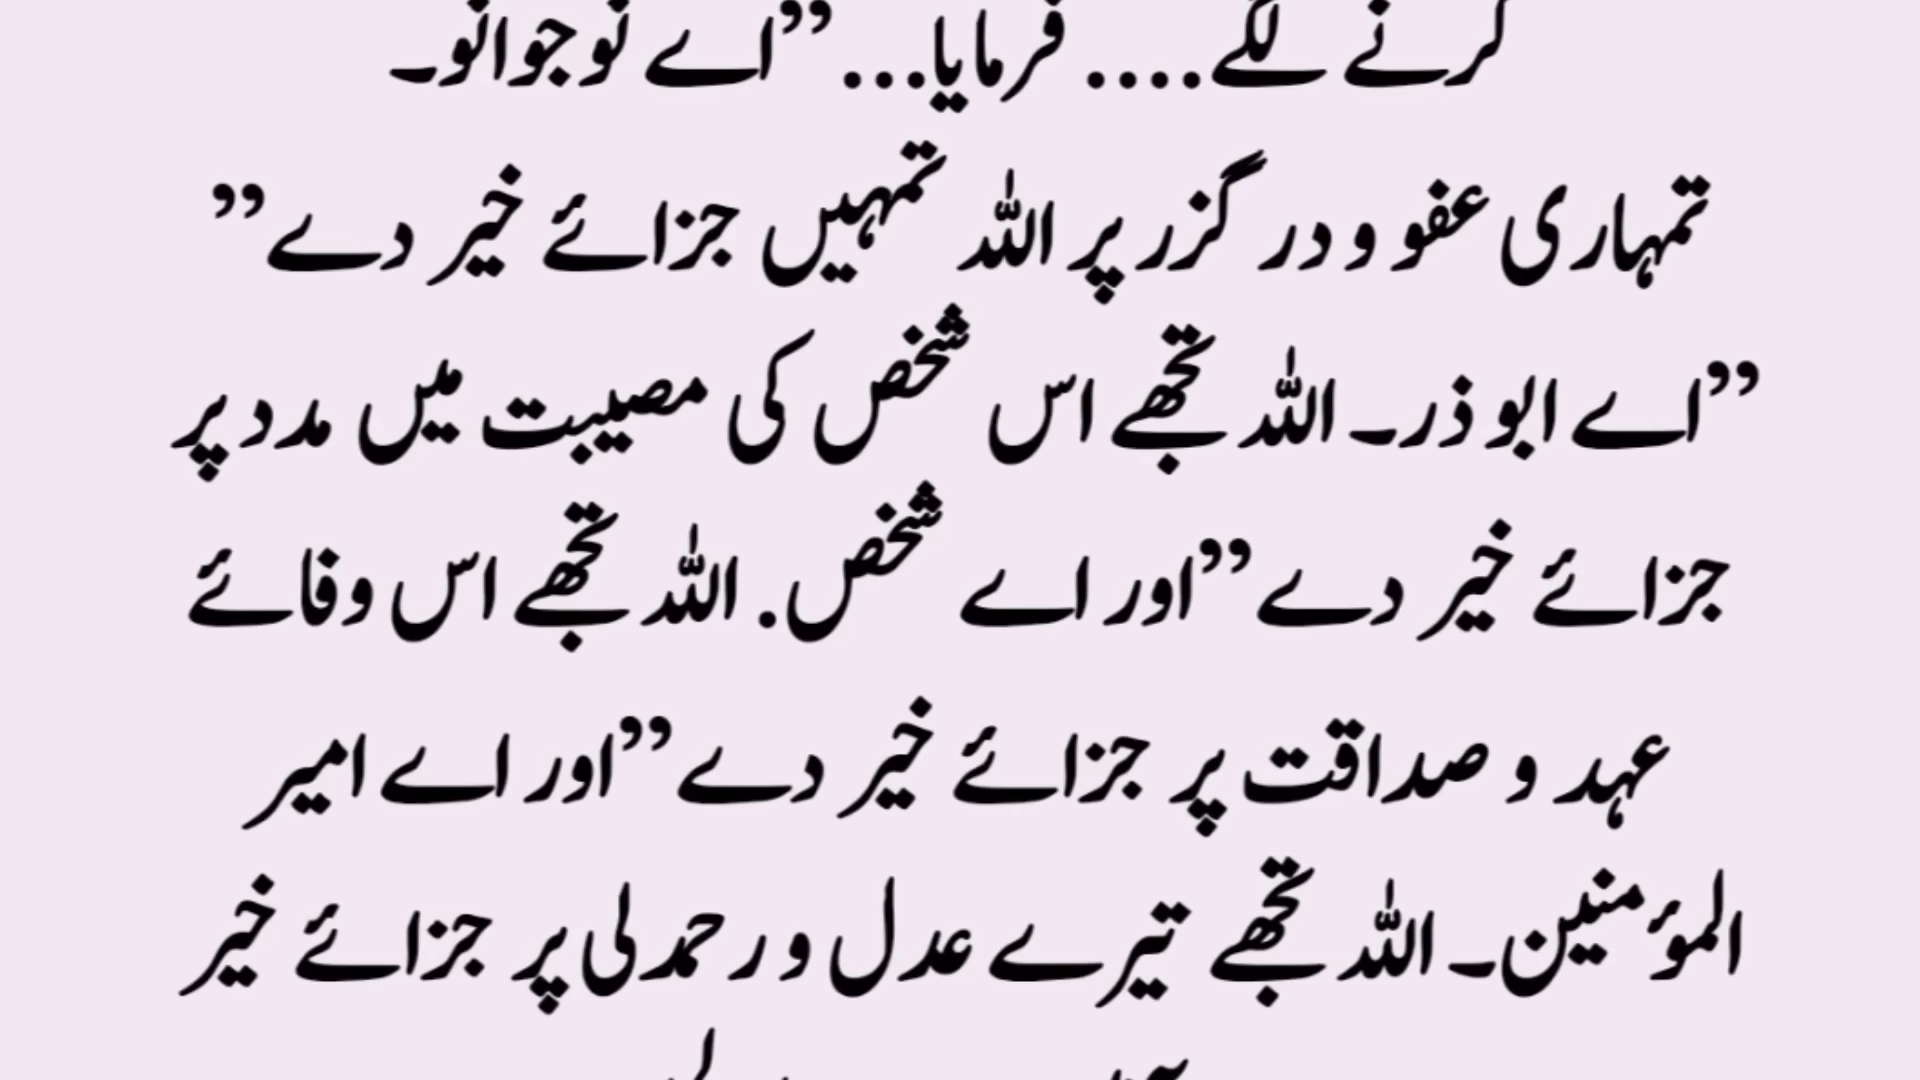 کرنے لگے.... فرمایا...”اے نوجوانو۔
تمہاری عفو و در گزر پر اللہ تمہیں جزائے خیر دے”
”اے ابو ذر۔ اللہ تجھے اس شخص کی مصیبت میں مدد پر
جزائے خیر دے”اور اے شخص. اللہ تجھے اس وفائے
عہد و صداقت پر جزائے خیر دے”اور اے امیر
المؤمنین۔ اللہ تجھے تیرے عدل و رحمدلی پر جزائے خیر